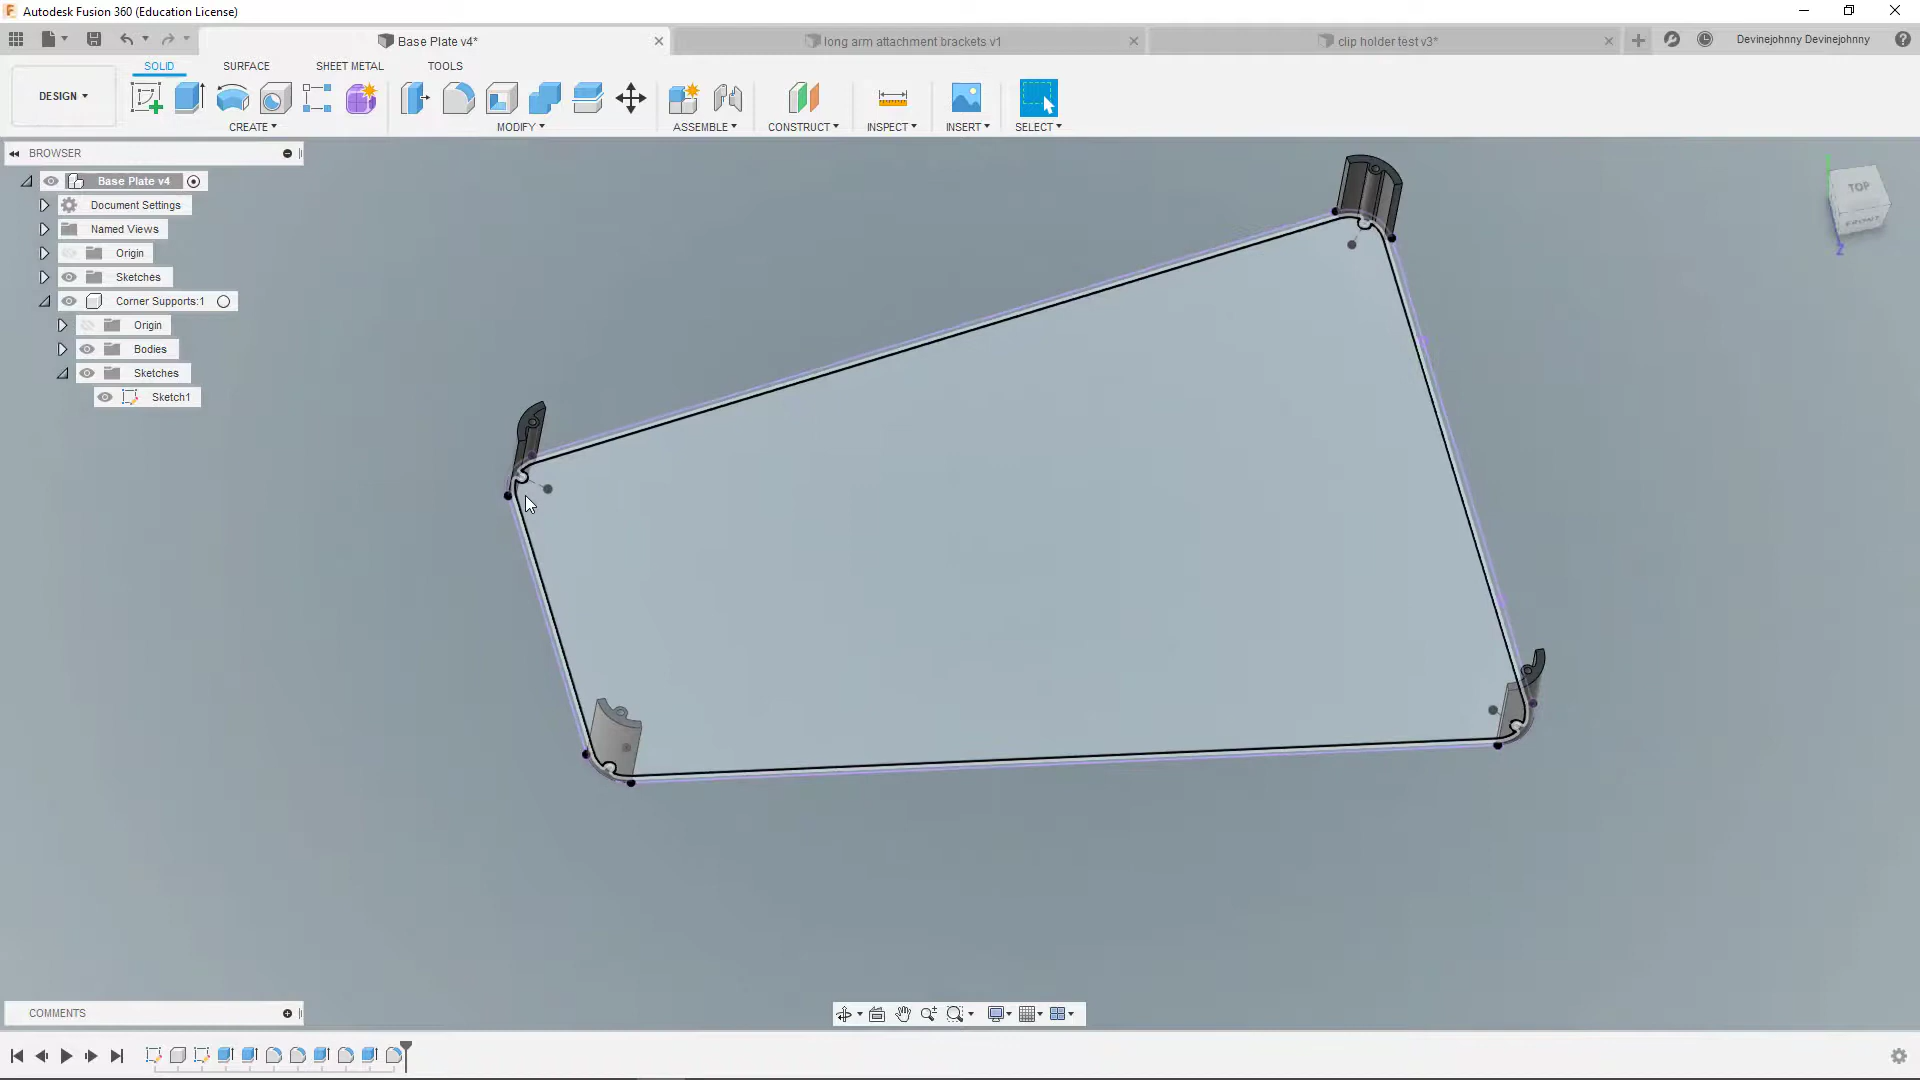 Autodesk Fusion 360 (Education License)
Base Plate v4*
long arm attachment brackets v1
clip holder test v3*
Devinejohnny Devinejohnny
SOLID
SURFACE
SHEET METAL
TOOLS
DESIGN
CREATE
MODIFY
ASSEMBLE
CONSTRUCT
INSPECT
INSERT
SELECT
BROWSER
Base Plate v4
Document Settings
Named Views
Origin
Sketches
Corner Supports:1
Origin
Bodies
Sketches
Sketch1
TOP
FRONT
Z
COMMENTS